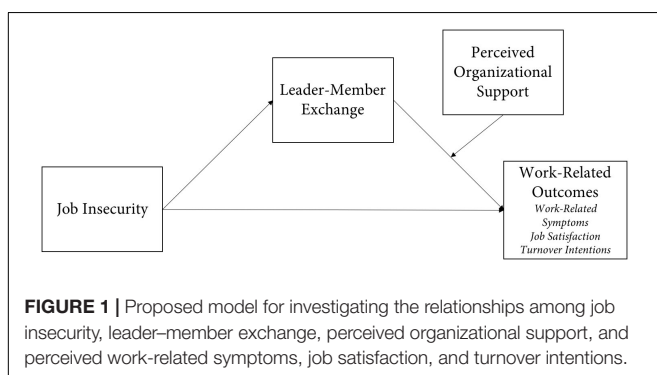 Perceived
Organizational
Support
Leader-Member
Exchange
Job Insecurity
Work-Related
Outcomes
Work-Related
Symptoms
Job Satisfaction
Turnover Intentions
FIGURE 1 | Proposed model for investigating the relationships among job
insecurity, leader–member exchange, perceived organizational support, and
perceived work-related symptoms, job satisfaction, and turnover intentions.